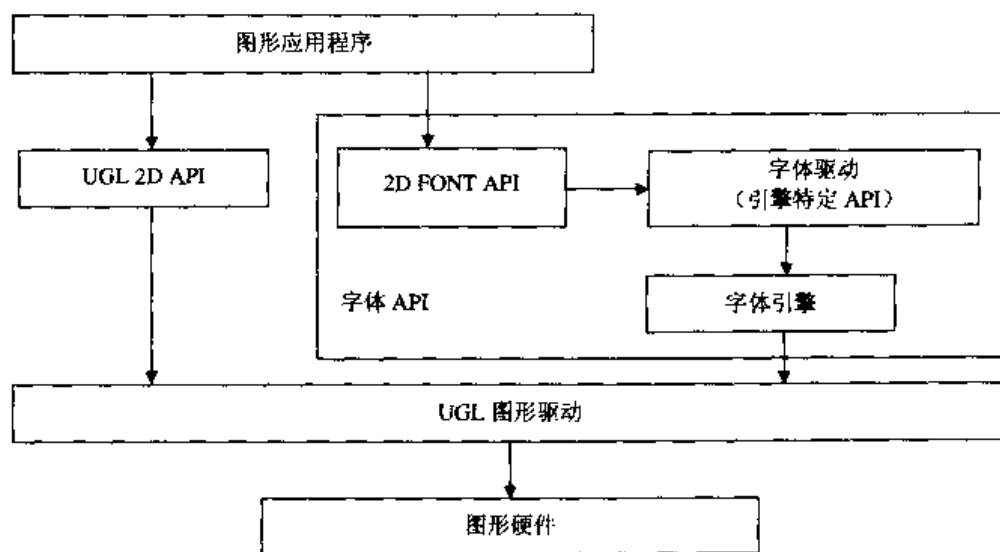 图形应用程序
UGL 2D API
2D FONT API
字体驱动
（引擎特定 API）
字体 API
字体引擎
UGL 图形驱动
图形硬件